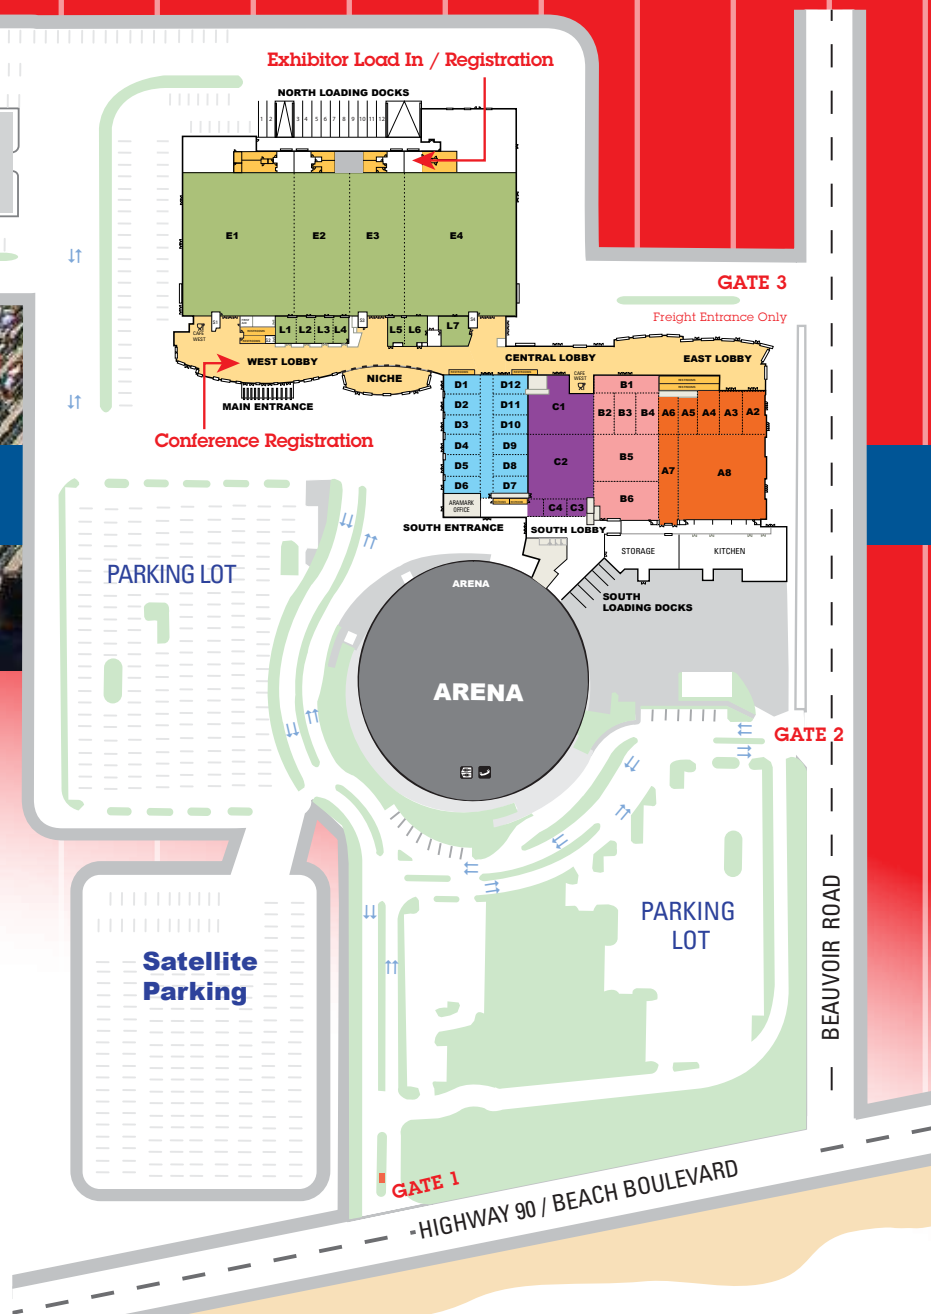 Exhibitor Load In / Registration
NORTH LOADING DOCKS
1 2 3 4 5 6 7 8 9 10 11 12
E1 E2 E3 E4
GATE 3
Freight Entrance Only
CAFE
WEST
L1 L2 L3 L4 L5 L6 L7
WEST LOBBY
NICHE
CENTRAL LOBBY
EAST LOBBY
MAIN ENTRANCE
Conference Registration
CAFE
WEST
D1 D12
D2 D11
D3 D10
D4 D9
D5 D8
D6 D7
C1
C2
C4 C3
B1
B2 B3 B4
B5
B6
A6 A5 A4 A3 A2
A7 A8
ARAMARK
OFFICE
SOUTH ENTRANCE
SOUTH LOBBY
STORAGE
KITCHEN
SOUTH
LOADING DOCKS
PARKING LOT
ARENA
ARENA
GATE 2
PARKING
LOT
BEAUVOIR ROAD
Satellite
Parking
GATE 1
HIGHWAY 90 / BEACH BOULEVARD